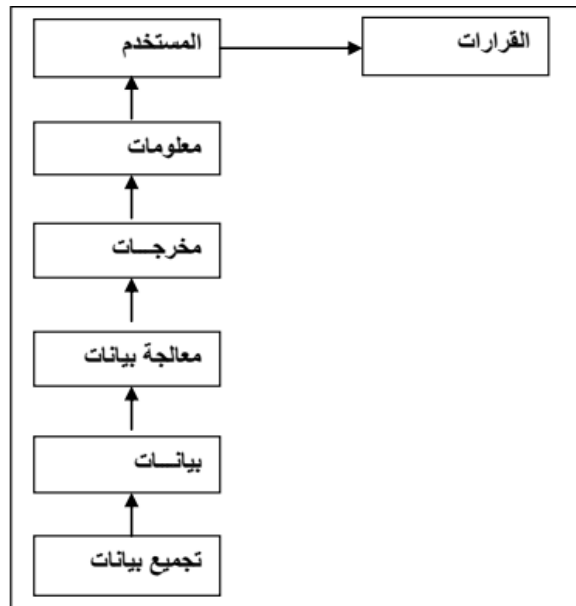 المستخدم
القرارات
معلومات
مخرجـــات
معالجة بيانات
بيانـــات
تجميع بيانات